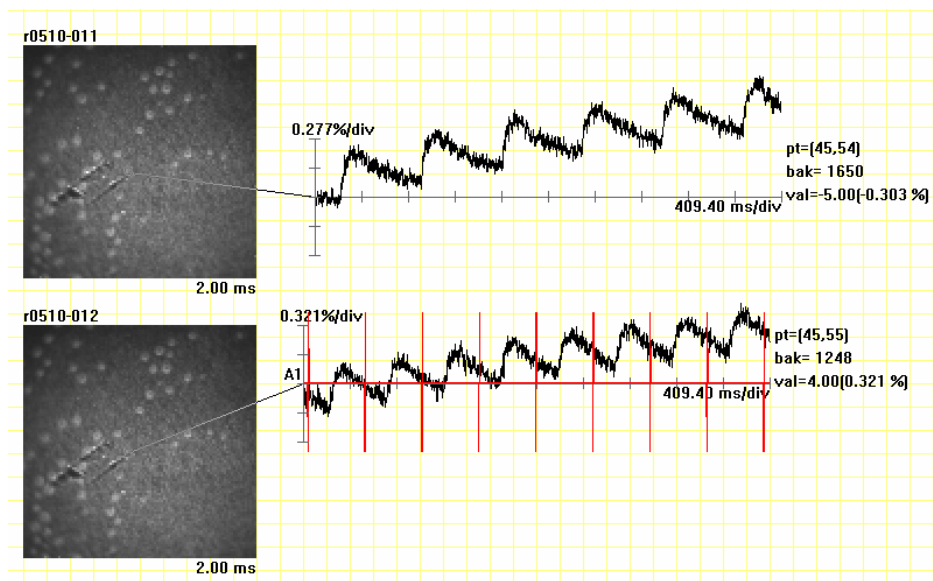 r0510-011
0.277%/div
pt=(45,54)
bak= 1650
val=-5.00(-0.303 %)
409.40 ms/div
2.00 ms
r0510-012
0.321%/div
pt=(45,55)
bak= 1248
A1
val=4.00(0.321 %)
409.40 ms/div
2.00 ms